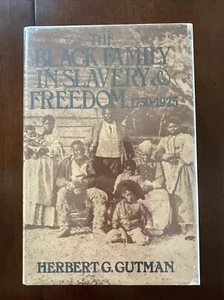 THE
BLACK FAMILY
IN SLAVERY &
FREEDOM, 1750-1925
HERBERT G. GUTMAN